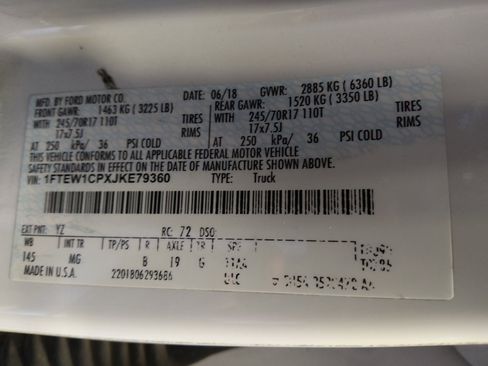 MFD. BY FORD MOTOR CO. DATE: 06/18 GVWR: 2885 KG ( 6360 LB)
FRONT GAWR: 1463 KG ( 3225 LB) REAR GAWR: 1520 KG ( 3350 LB)
WITH 245/70R17 110T TIRES WITH 245/70R17 110T TIRES
17x7.5J RIMS 17x7.5J RIMS
AT 250 kPa/ 36 PSI COLD AT 250 kPa/ 36 PSI COLD
THIS VEHICLE CONFORMS TO ALL APPLICABLE FEDERAL MOTOR VEHICLE
SAFETY STANDARDS IN EFFECT ON THE DATE OF MANUFACTURE SHOWN ABOVE.
VIN: 1FTEW1CPXJKE79360 TYPE: Truck
EXT PNT: YZ RC: 72 DSO:
WB INT TR TP/PS R AXLE TR SPR
145 MG B 19 G
MADE IN U.S.A. 2201806293686 ULC